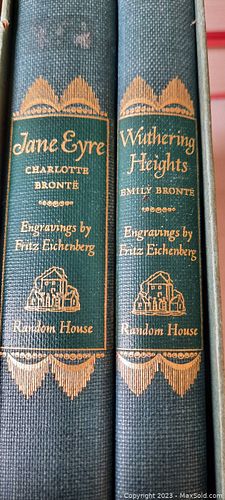 Jane Eyre
CHARLOTTE
BRONTË
Engravings by
Fritz Eichenberg
Random House
Wuthering
Heights
EMILY BRONTË
Engravings by
Fritz Eichenberg
Random House
Copyright © 2023 - MaxSold Inc.